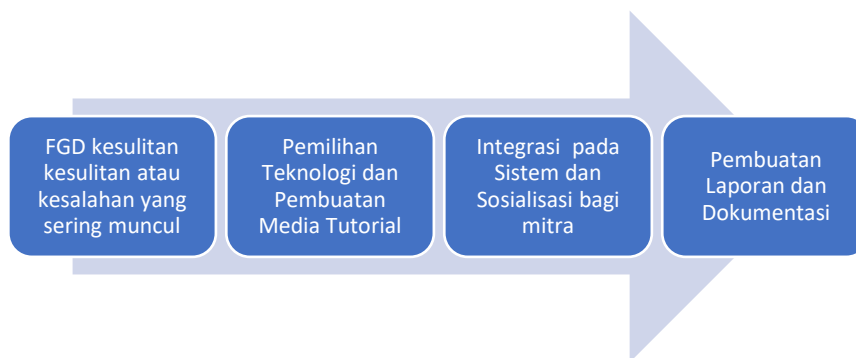 FGD kesulitan
kesulitan atau
kesalahan yang
sering muncul
Pemilihan
Teknologi dan
Pembuatan
Media Tutorial
Integrasi pada
Sistem dan
Sosialisasi bagi
mitra
Pembuatan
Laporan dan
Dokumentasi